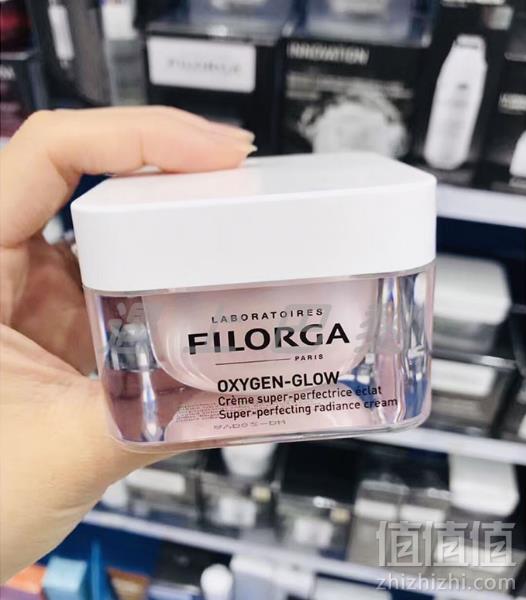 FILORGA
INNOVATION
LABORATOIRES
FILORGA
PARIS
OXYGEN-GLOW
Crème super-perfectrice éclat
Super-perfecting radiance cream
值值值
zhizhizhi.com